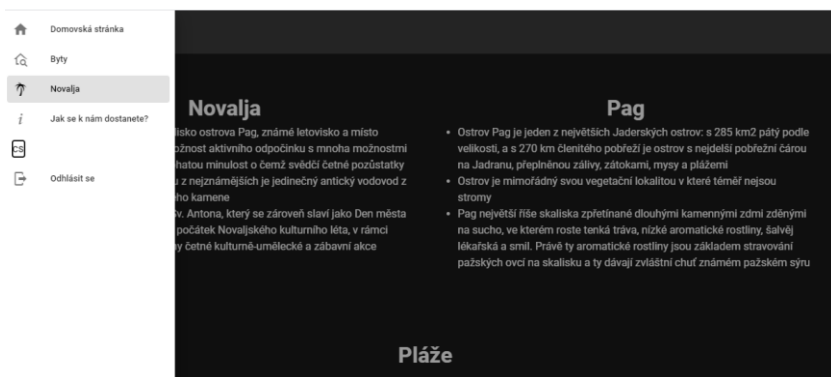 Domovská stránka
Byty
Novalja
Jak se k nám dostanete?
CS
Odhlásit se
Novalja
isko ostrova Pag, známé letovisko a místo
ožnost aktivního odpočinku s mnoha možnostmi
hatou minulost o čemž svědčí četné pozůstatky
u z nejznámějších je jedinečný antický vodovod z
ho kamene
Sv. Antona, který se zároveň slaví jako Den města
počátek Novaljského kulturního léta, v rámci
y četné kulturně-umělecké a zábavní akce
Pag
• Ostrov Pag je jeden z největších Jaderských ostrov: s 285 km2 pátý podle
velikosti, a s 270 km členitého pobřeží je ostrov s nejdelší pobřežní čárou
na Jadranu, přeplněnou zálivy, zátokami, mysy a plážemi
• Ostrov je mimořádný svou vegetační lokalitou v které téměř nejsou
stromy
• Pag největší říše skaliska zpřetínané dlouhými kamennými zdmi zděnými
na sucho, ve kterém roste tenká tráva, nízké aromatické rostliny, šalvěj
lékařská a smil. Právě ty aromatické rostliny jsou základem stravování
pažských ovcí na skalisku a ty dávají zvláštní chuť známém pažském sýru
Pláže